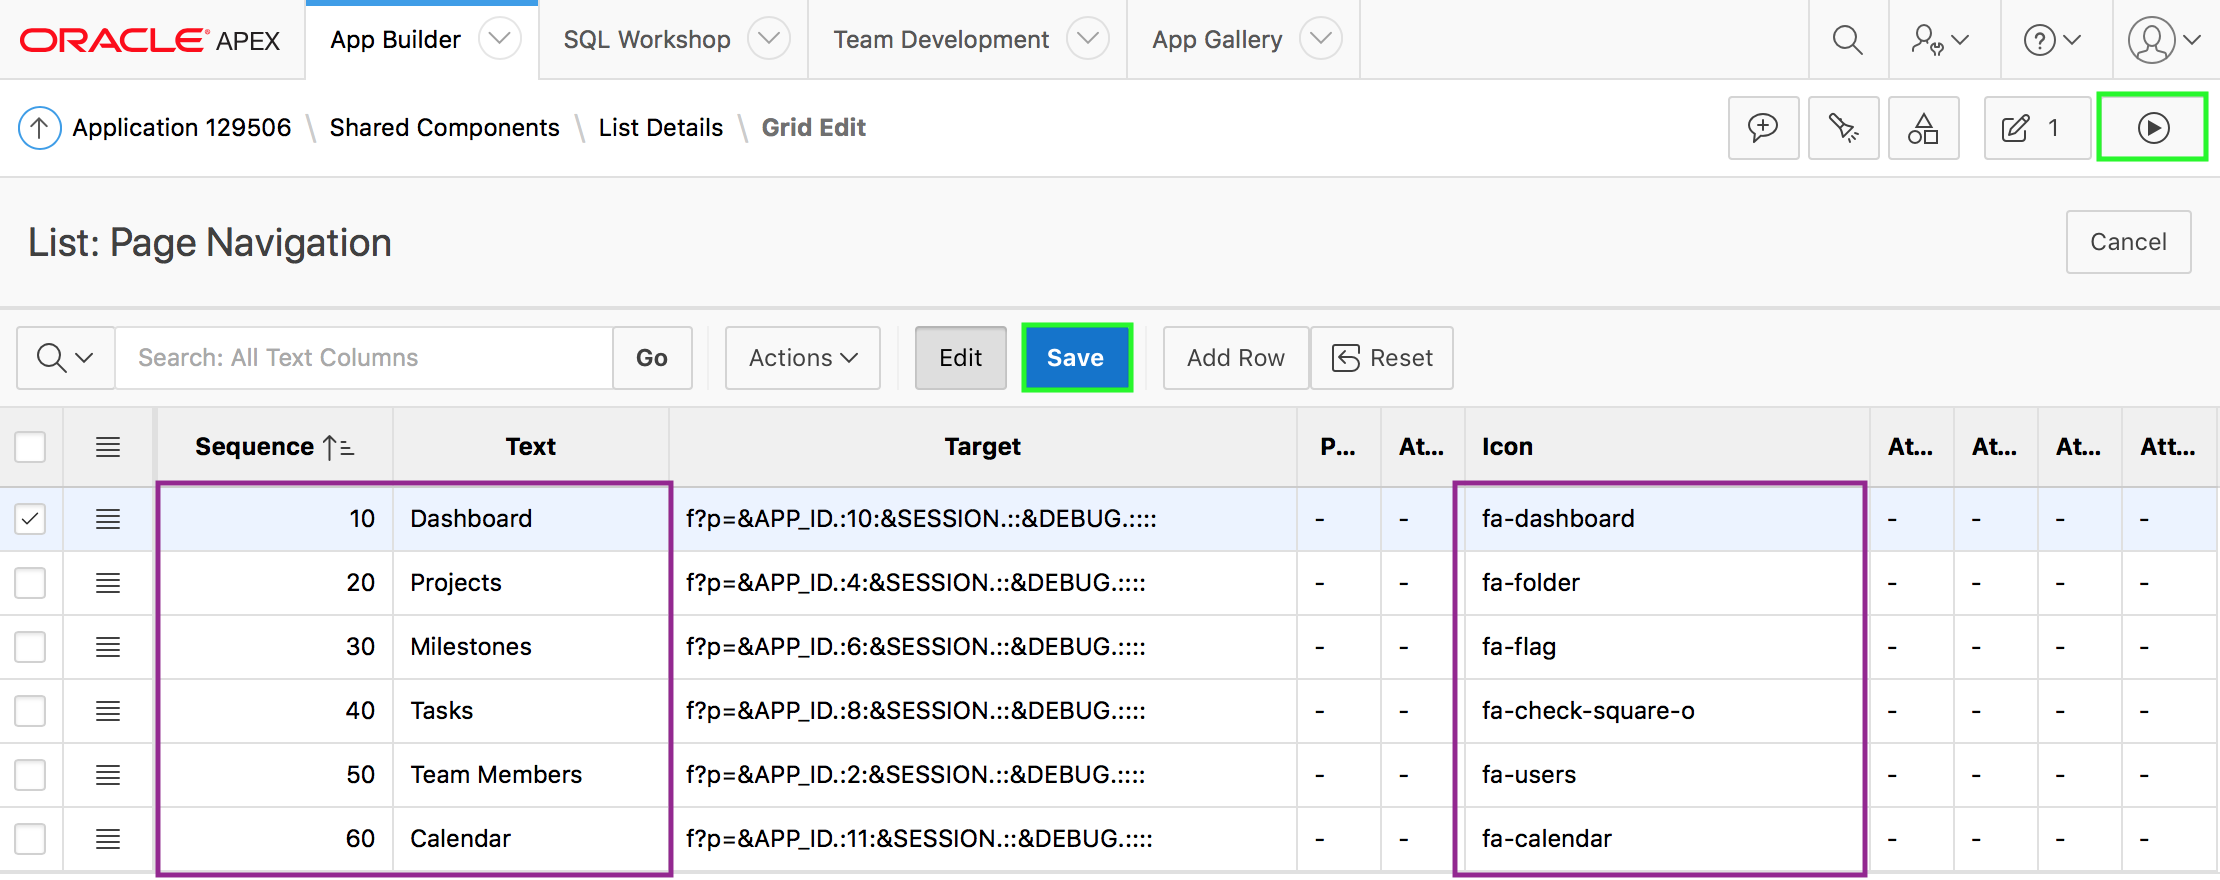 ORACLE® APEX App Builder SQL Workshop Team Development App Gallery
Application 129506 \ Shared Components \ List Details \ Grid Edit 1
List: Page Navigation Cancel
Search: All Text Columns Go Actions Edit Save Add Row Reset
Sequence Text Target P... At... Icon At... At... At... Att...
10 Dashboard f?p=&APP_ID.:10:&SESSION.::&DEBUG.:::: - - fa-dashboard - - - -
20 Projects f?p=&APP_ID.:4:&SESSION.::&DEBUG.:::: - - fa-folder - - - -
30 Milestones f?p=&APP_ID.:6:&SESSION.::&DEBUG.:::: - - fa-flag - - - -
40 Tasks f?p=&APP_ID.:8:&SESSION.::&DEBUG.:::: - - fa-check-square-o - - - -
50 Team Members f?p=&APP_ID.:2:&SESSION.::&DEBUG.:::: - - fa-users - - - -
60 Calendar f?p=&APP_ID.:11:&SESSION.::&DEBUG.:::: - - fa-calendar - - - -